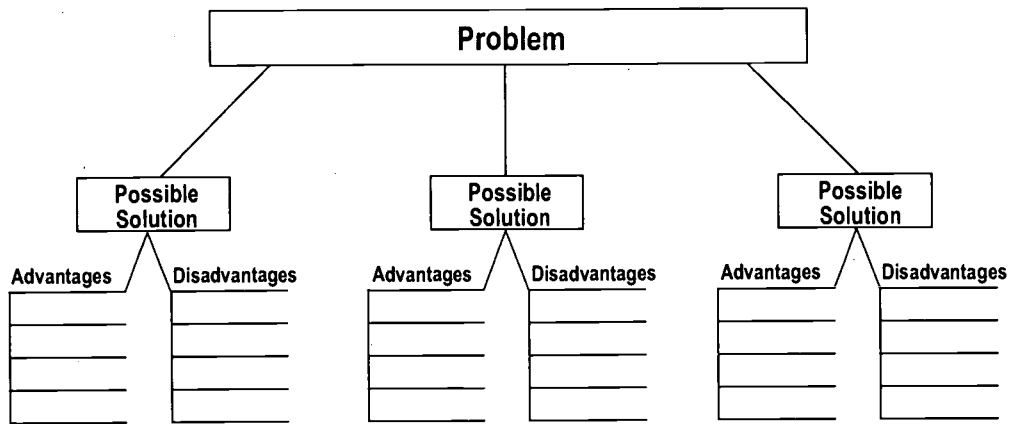 Problem
Possible
Solution
Possible
Solution
Possible
Solution
Advantages
Disadvantages
Advantages
Disadvantages
Advantages
Disadvantages